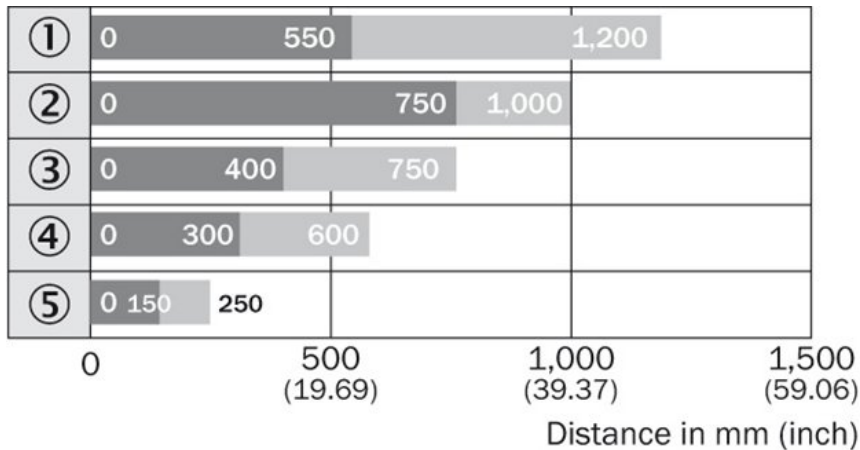 ① 0 550 1,200
② 0 750 1,000
③ 0 400 750
④ 0 300 600
⑤ 0 150 250
0 500 1,000 1,500
(19.69) (39.37) (59.06)
Distance in mm (inch)